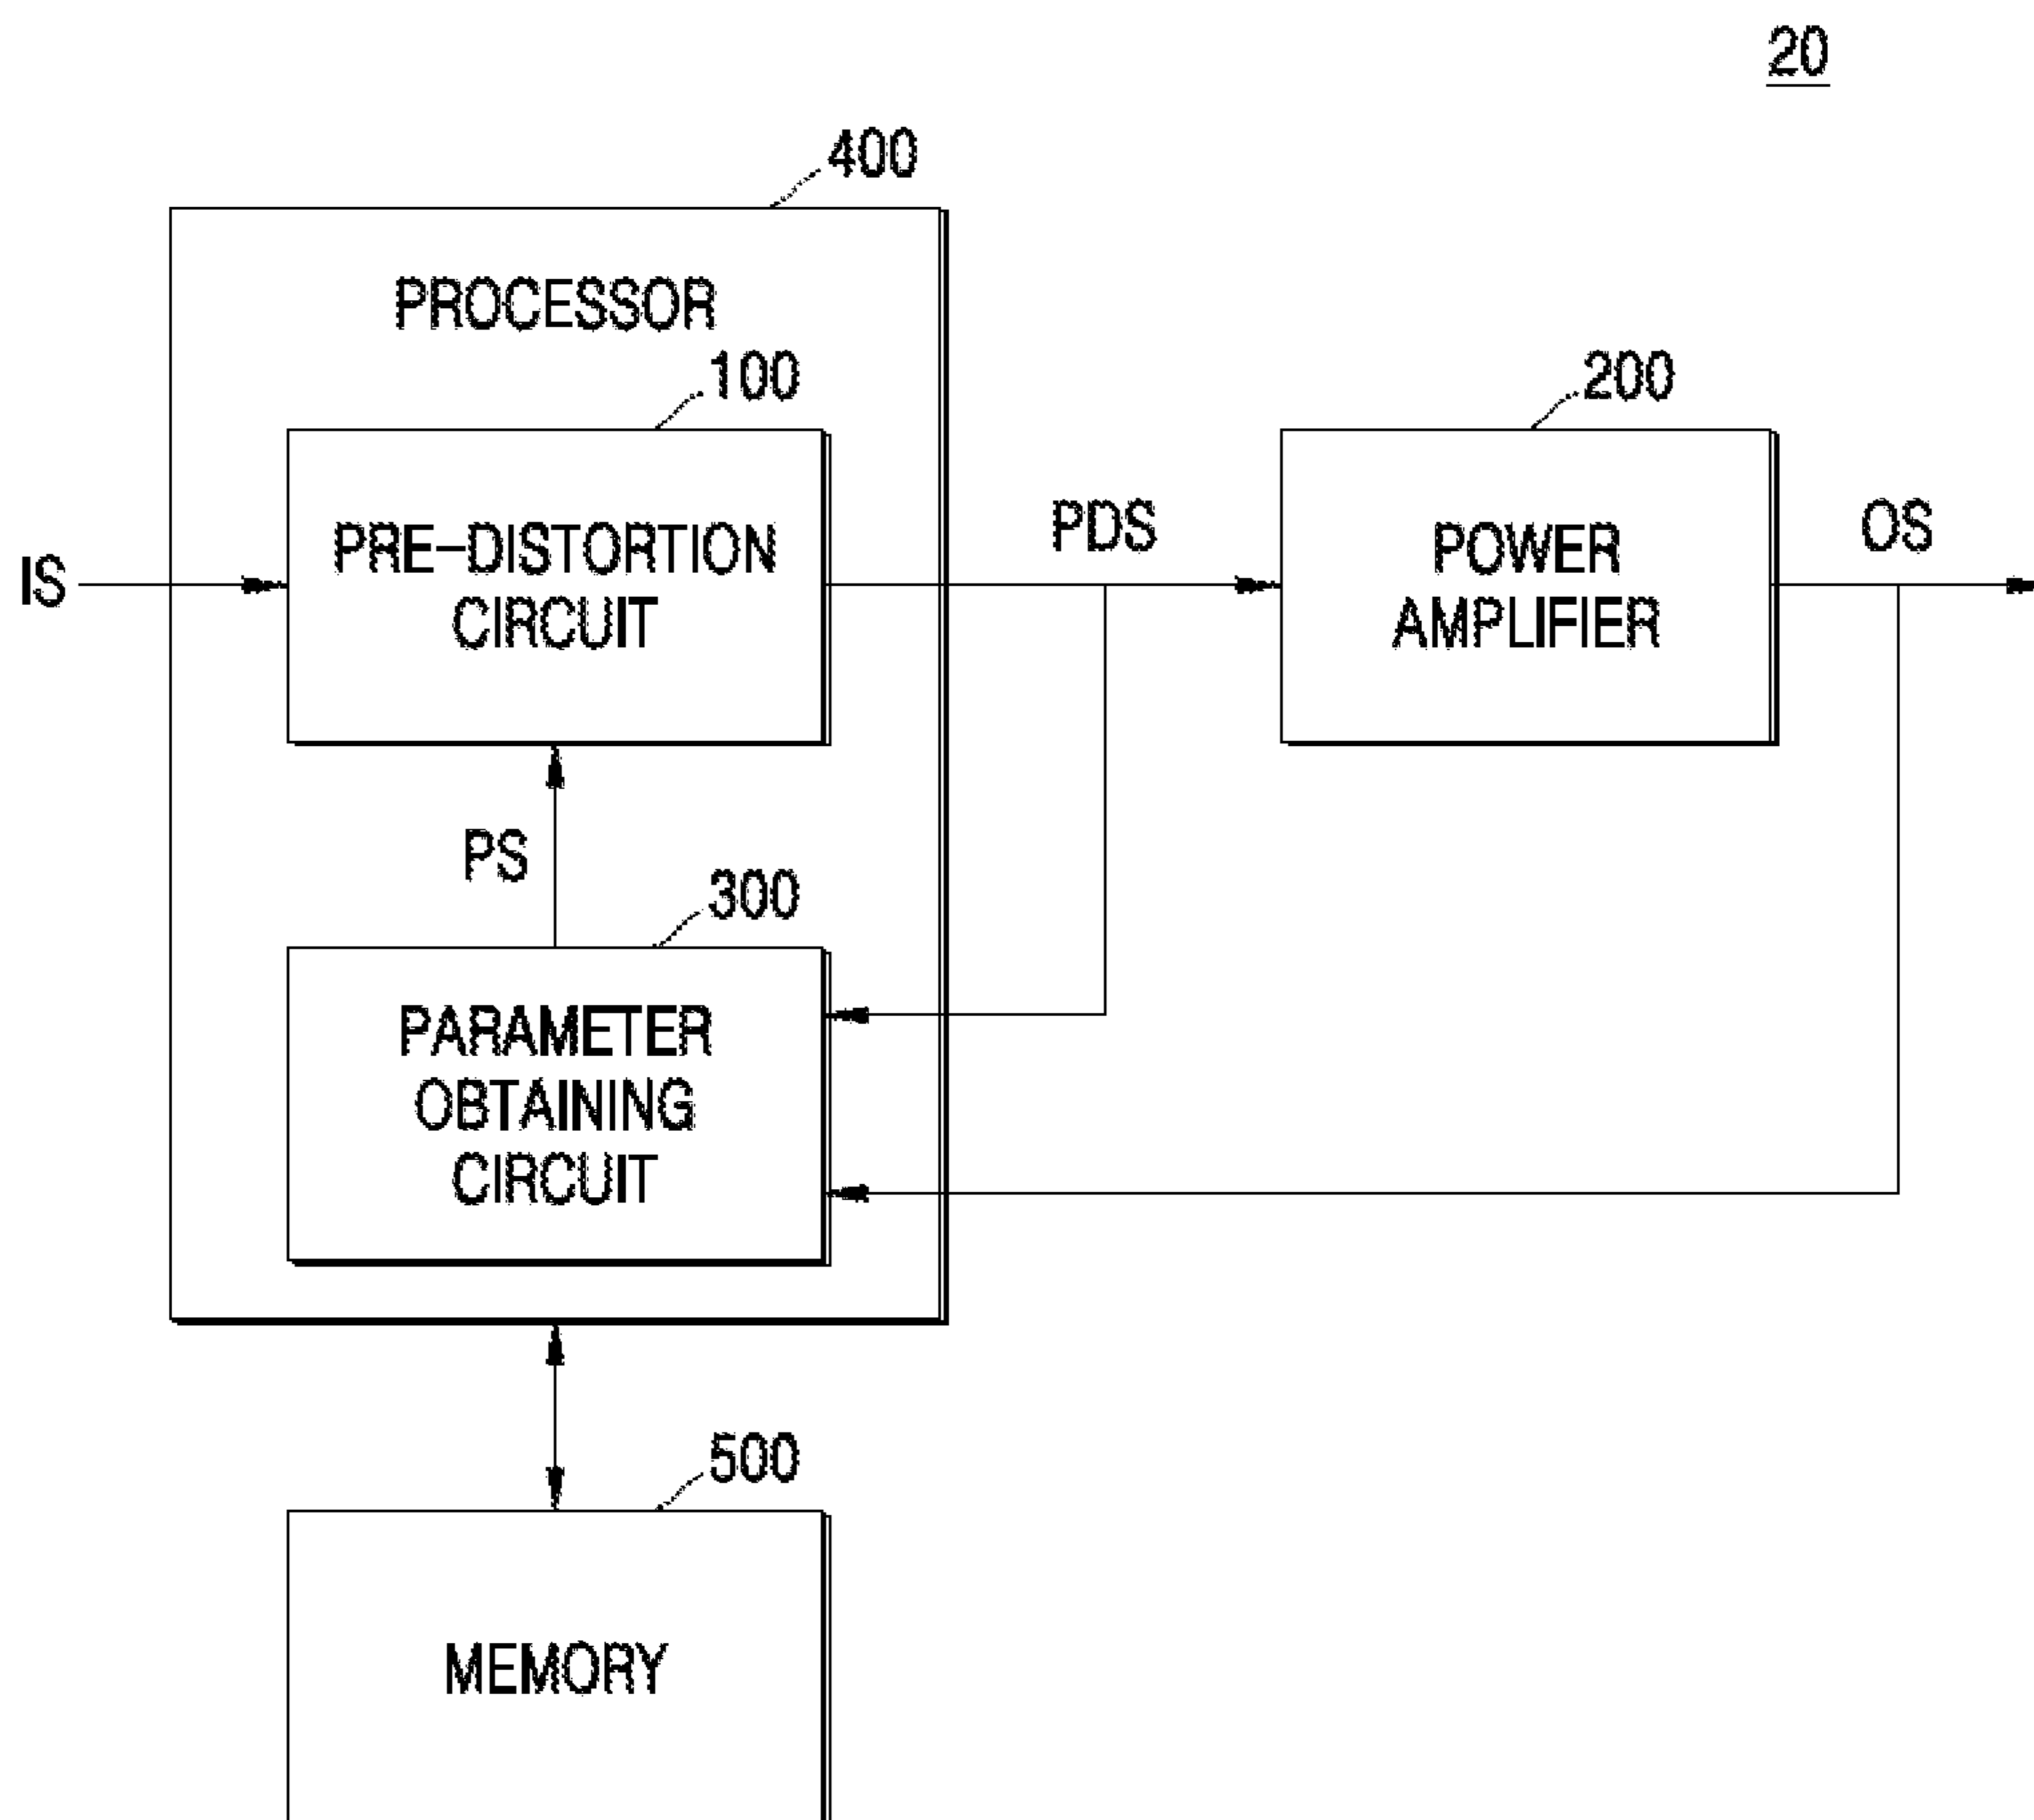 20
400
PROCESSOR
100
200
PRE-DISTORTION
CIRCUIT
IS
PDS
POWER
AMPLIFIER
OS
PS
300
PARAMETER
OBTAINING
CIRCUIT
500
MEMORY